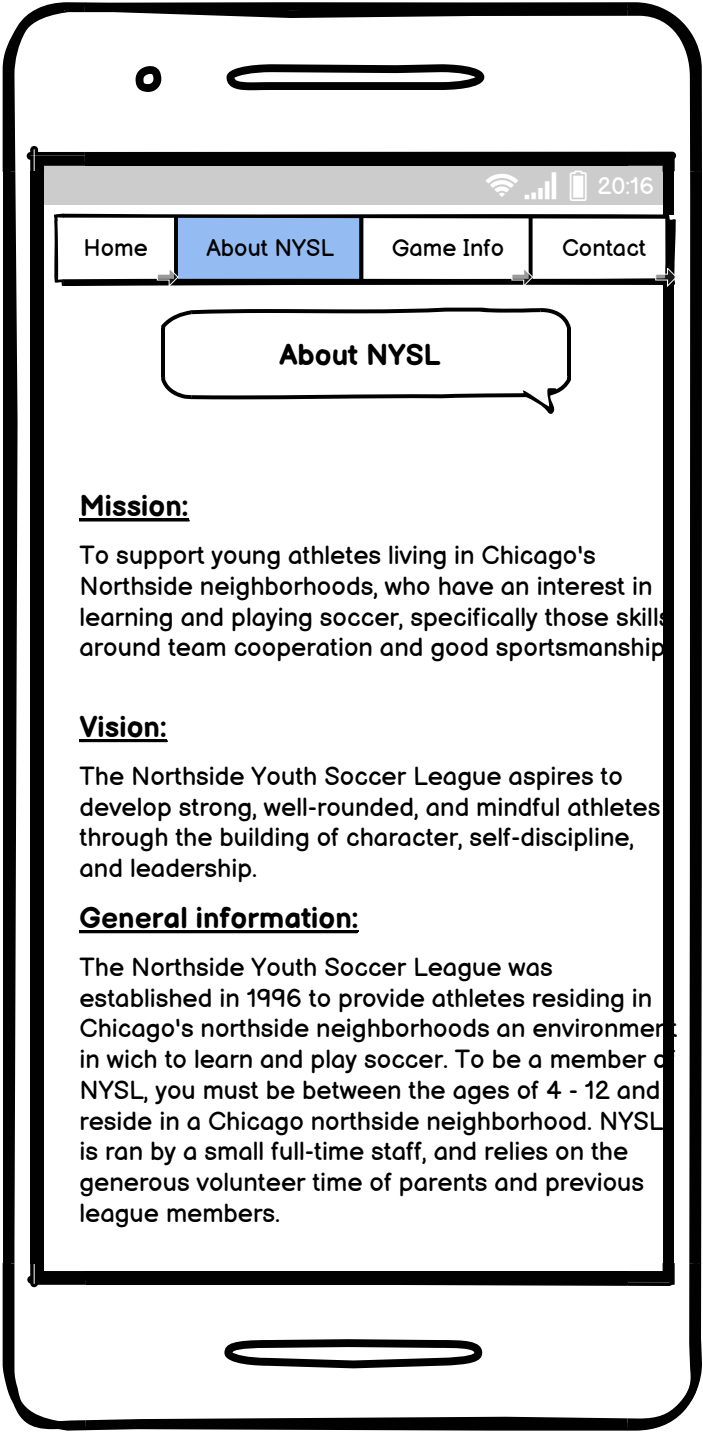 20:16
Home About NYSL Game Info Contact
About NYSL
Mission:
To support young athletes living in Chicago's
Northside neighborhoods, who have an interest in
learning and playing soccer, specifically those skills
around team cooperation and good sportsmanship
Vision:
The Northside Youth Soccer League aspires to
develop strong, well-rounded, and mindful athletes
through the building of character, self-discipline,
and leadership.
General information:
The Northside Youth Soccer League was
established in 1996 to provide athletes residing in
Chicago's northside neighborhoods an environment
in wich to learn and play soccer. To be a member of
NYSL, you must be between the ages of 4 - 12 and
reside in a Chicago northside neighborhood. NYSL
is ran by a small full-time staff, and relies on the
generous volunteer time of parents and previous
league members.